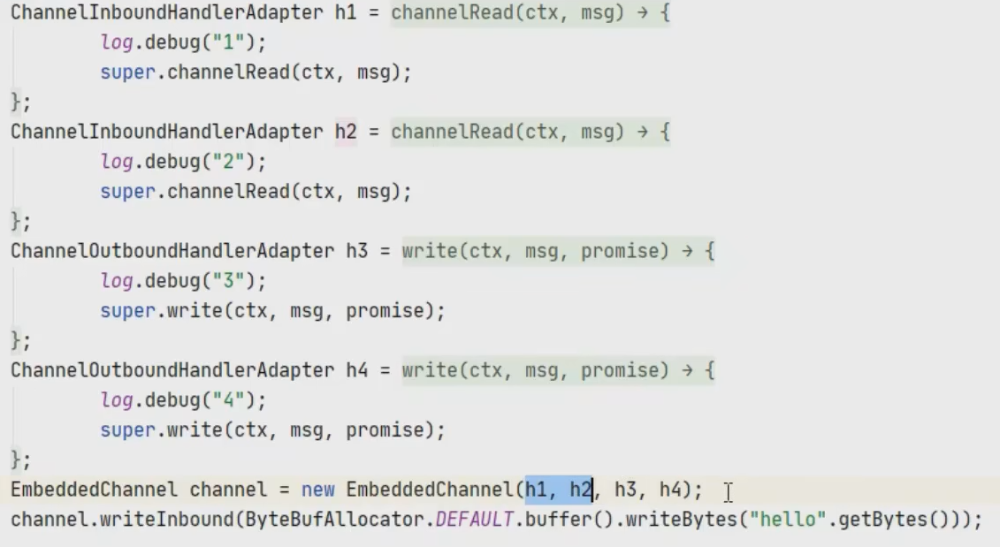 ChannelInboundHandlerAdapter h1 = channelRead(ctx, msg) → {
log.debug("1");
super.channelRead(ctx, msg);
};
ChannelInboundHandlerAdapter h2 = channelRead(ctx, msg) → {
log.debug("2");
super.channelRead(ctx, msg);
};
ChannelOutboundHandlerAdapter h3 = write(ctx, msg, promise) → {
log.debug("3");
super.write(ctx, msg, promise);
};
ChannelOutboundHandlerAdapter h4 = write(ctx, msg, promise) → {
log.debug("4");
super.write(ctx, msg, promise);
};
EmbeddedChannel channel = new EmbeddedChannel(h1, h2, h3, h4);
channel.writeInbound(ByteBufAllocator.DEFAULT.buffer().writeBytes("hello".getBytes()));